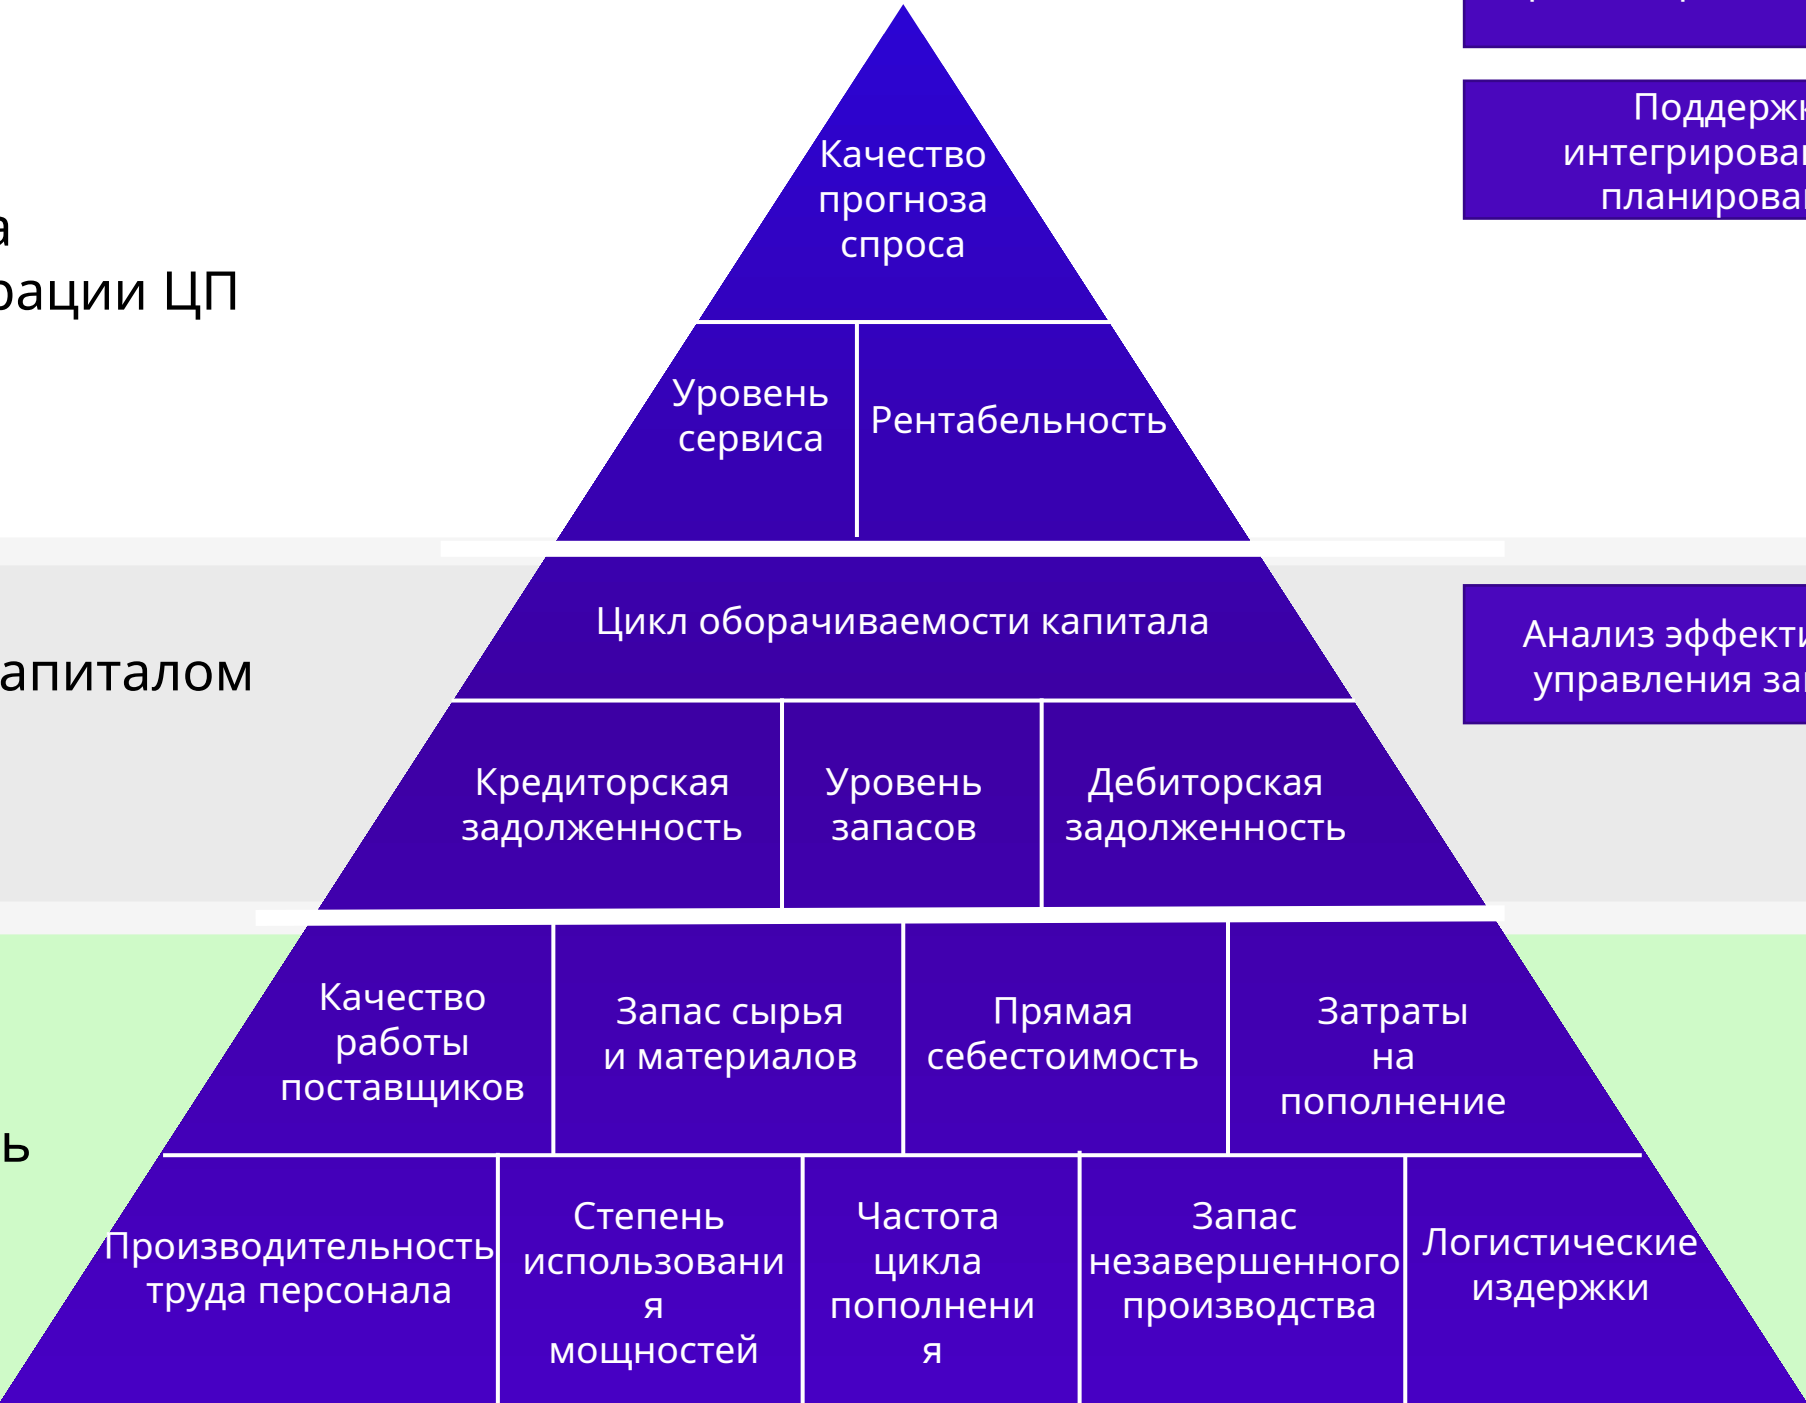 Качество
прогноза
спроса
Уровень
сервиса
Рентабельность
Цикл оборачиваемости капитала
Кредиторская
задолженность
Уровень
запасов
Дебиторская
задолженность
Качество
работы
поставщиков
Запас сырья
и материалов
Прямая
себестоимость
Затраты
на
пополнение
Производительность
труда персонала
Степень
использовани
я
мощностей
Частота
цикла
пополнени
я
Запас
незавершенного
производства
Логистические
издержки
а
рации ЦП
апиталом
ь
Поддерж
интегрирова
планирова
Анализ эффекти
управления за